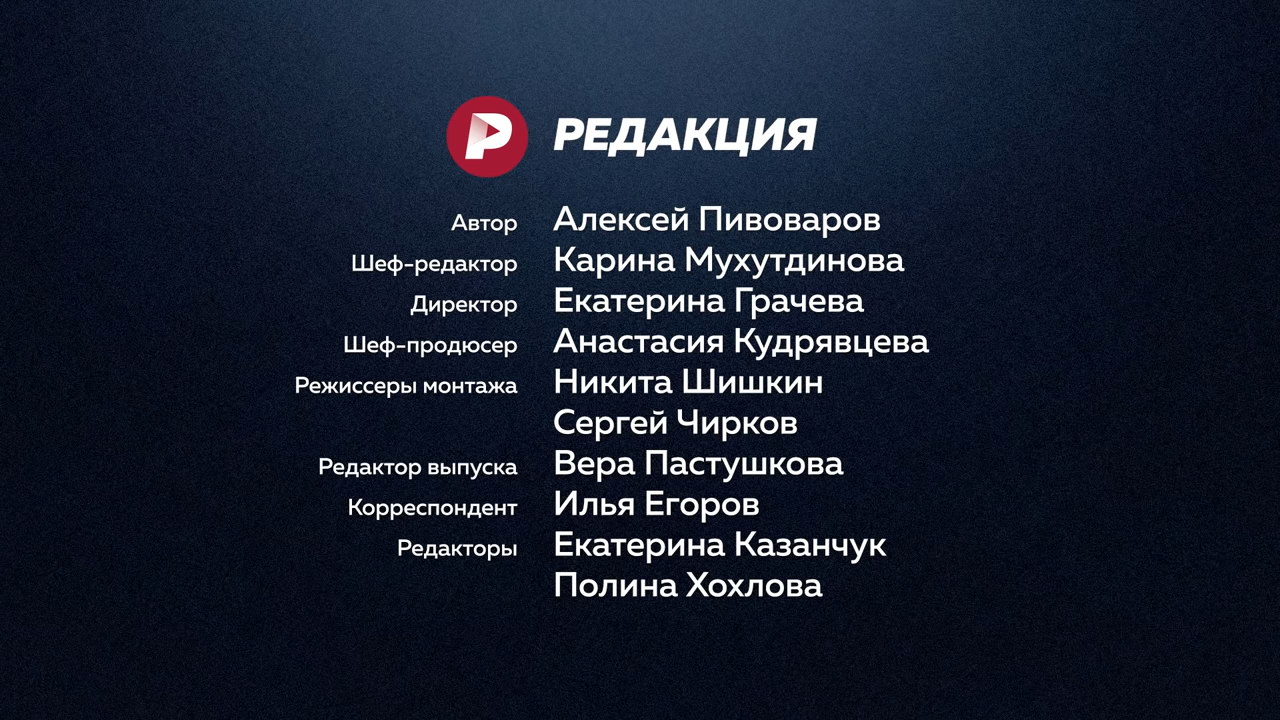 РЕДАКЦИЯ
Автор Алексей Пивоваров
Шеф-редактор Карина Мухутдинова
Директор Екатерина Грачева
Шеф-продюсер Анастасия Кудрявцева
Режиссеры монтажа Никита Шишкин
Сергей Чирков
Редактор выпуска Вера Пастушкова
Корреспондент Илья Егоров
Редакторы Екатерина Казанчук
Полина Хохлова